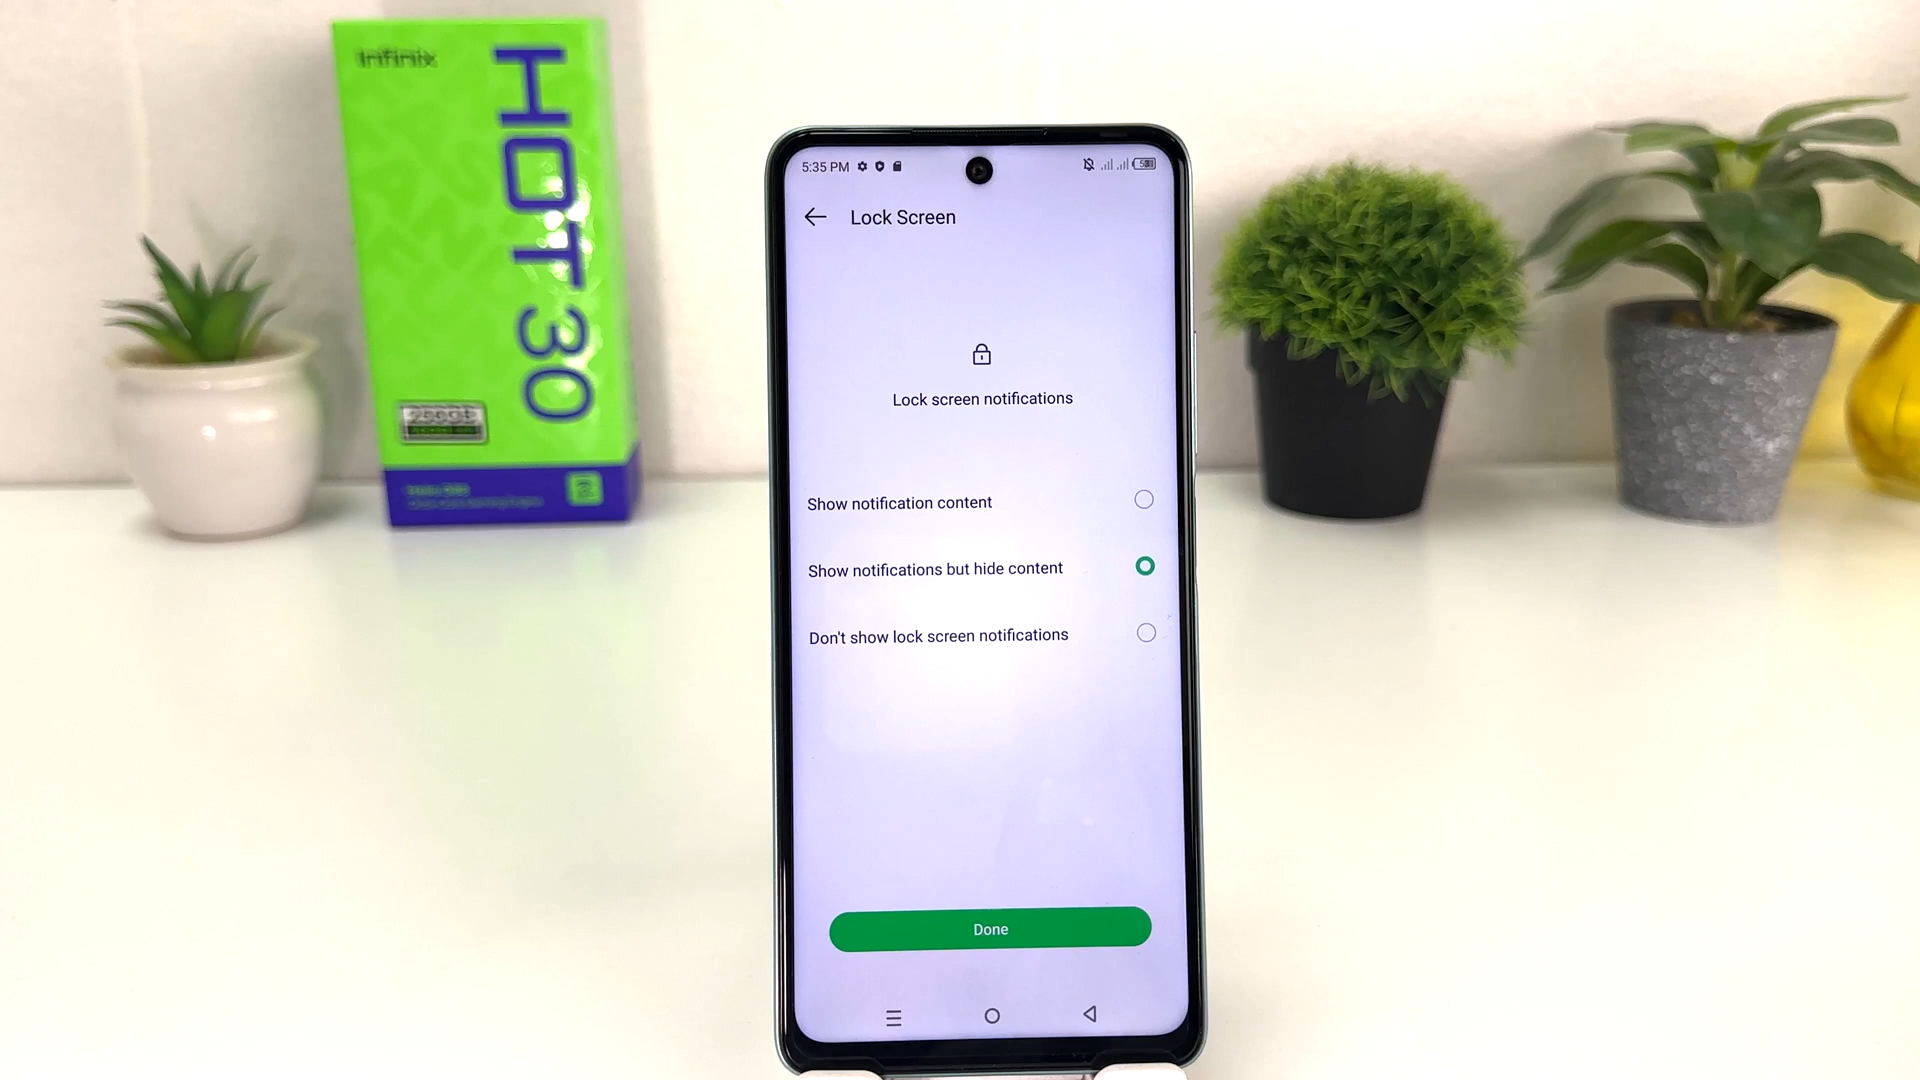 Infinix
HOT 30
5:35 PM
Lock Screen
Lock screen notifications
Show notification content
Show notifications but hide content
Don't show lock screen notifications
Done